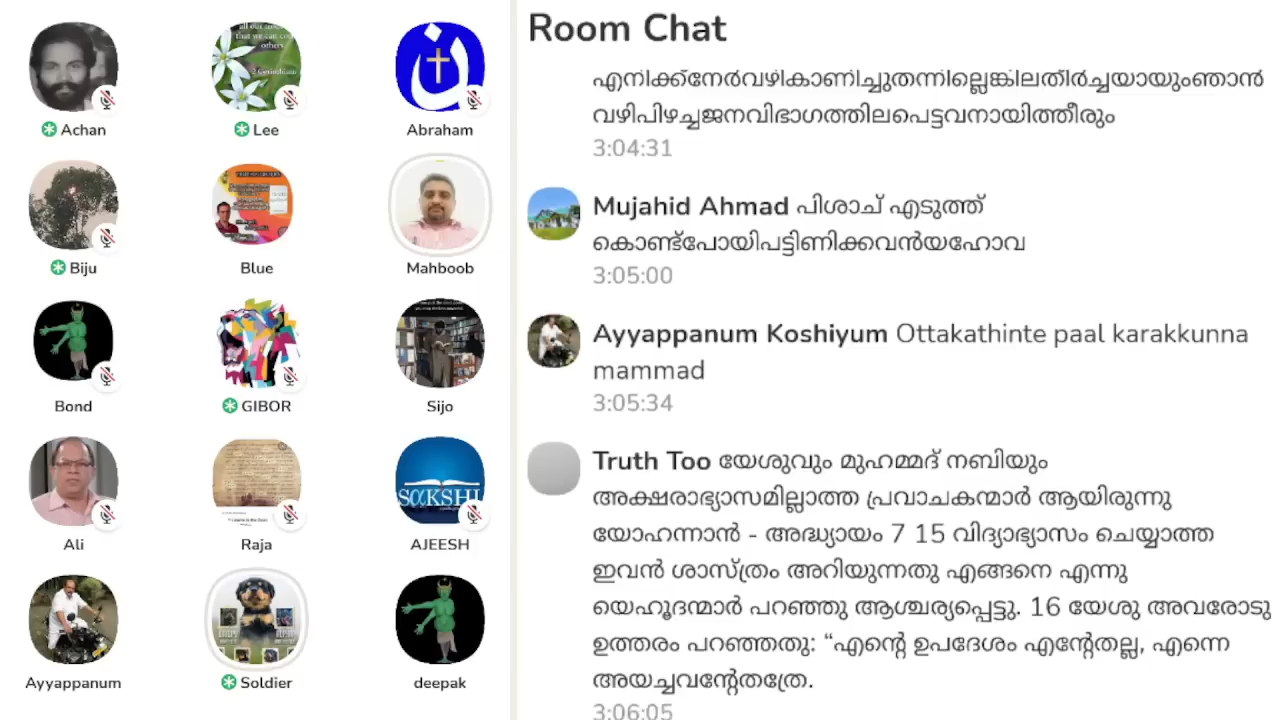 Achan
Lee
Abraham
Biju
Blue
Mahboob
Bond
GIBOR
Sijo
Ali
Raja
SαKSHI
AJEESH
Ayyappanum
Soldier
deepak
Room Chat
എനിക്ക്നേർവഴികാണിച്ചുതന്നില്ലെങ്കിലതീർച്ചയായുംഞാൻ
വഴിപിഴച്ചജനവിഭാഗത്തിലപെട്ടവനായിത്തീരും
3:04:31
Mujahid Ahmad പിശാച് എടുത്ത്
കൊണ്ട്പോയിപട്ടിണിക്കവൻയഹോവ
3:05:00
Ayyappanum Koshiyum Ottakathinte paal karakkunna
mammad
3:05:34
Truth Too യേശുവും മുഹമ്മദ് നബിയും
അക്ഷരാഭ്യാസമില്ലാത്ത പ്രവാചകന്മാർ ആയിരുന്നു
യോഹന്നാൻ - അദ്ധ്യായം 7 15 വിദ്യാഭ്യാസം ചെയ്യാത്ത
ഇവൻ ശാസ്ത്രം അറിയുന്നതു എങ്ങനെ എന്നു
യെഹൂദന്മാർ പറഞ്ഞു ആശ്ചര്യപ്പെട്ടു. 16 യേശു അവരോടു
ഉത്തരം പറഞ്ഞതു: “എന്റെ ഉപദേശം എന്റേതല്ല, എന്നെ
അയച്ചവന്റേതത്രേ.
3:06:05